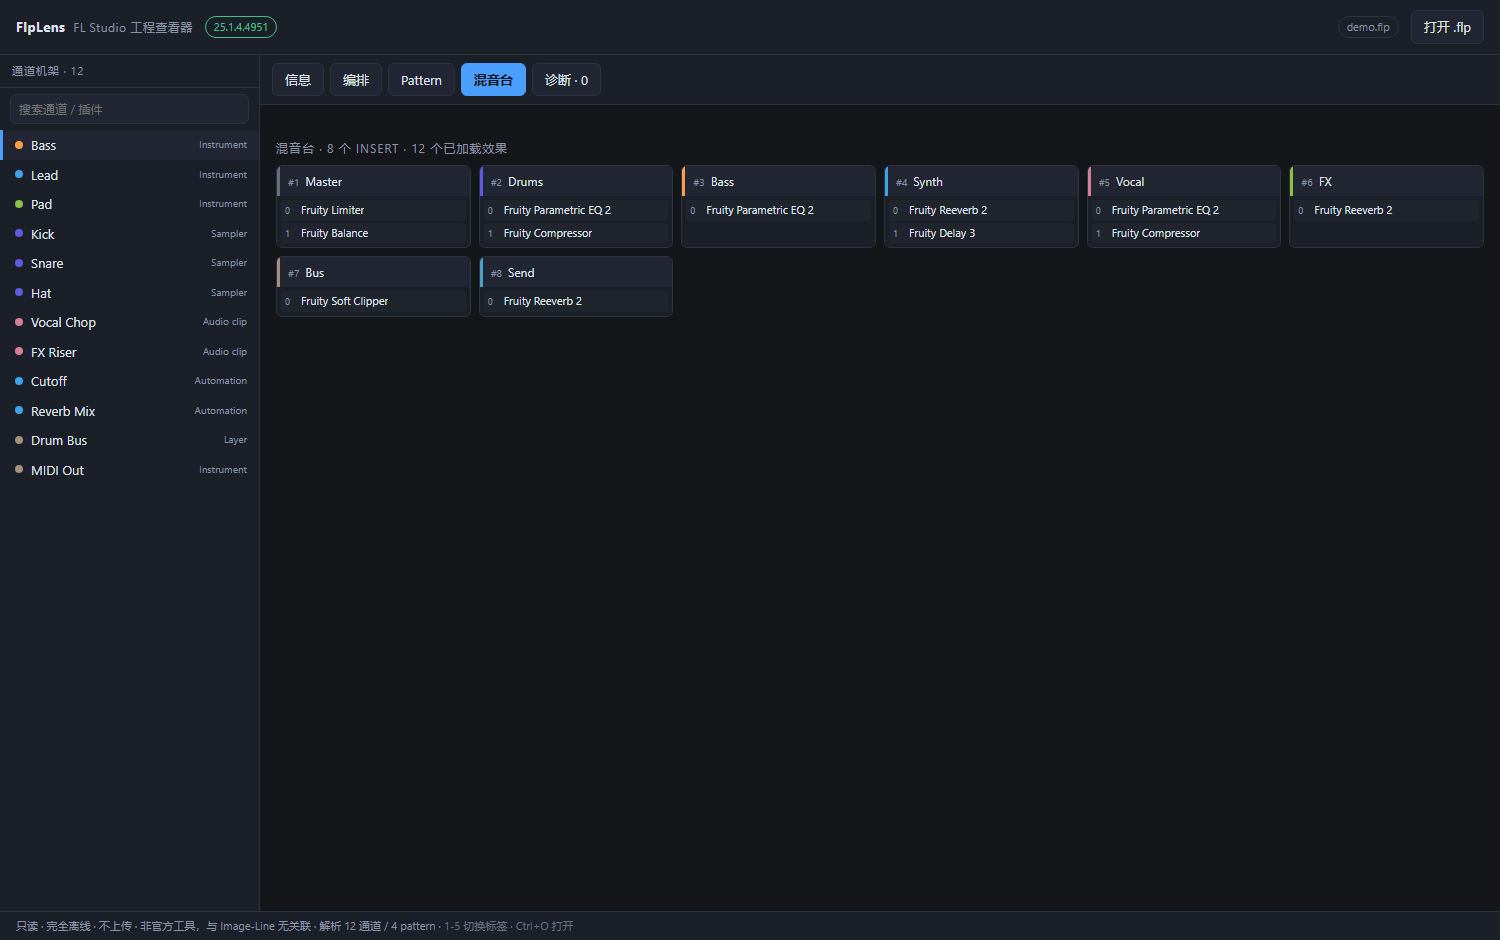 FlpLens FL Studio 工程查看器 25.1.4.4951 demo.flp 打开 .flp
通道机架 · 12
信息 编排 Pattern 混音台 诊断 · 0
搜索通道 / 插件
Bass Instrument
Lead Instrument
Pad Instrument
Kick Sampler
Snare Sampler
Hat Sampler
Vocal Chop Audio clip
FX Riser Audio clip
Cutoff Automation
Reverb Mix Automation
Drum Bus Layer
MIDI Out Instrument
混音台 · 8 个 INSERT · 12 个已加载效果
#1 Master
0 Fruity Limiter
1 Fruity Balance
#2 Drums
0 Fruity Parametric EQ 2
1 Fruity Compressor
#3 Bass
0 Fruity Parametric EQ 2
#4 Synth
0 Fruity Reeverb 2
1 Fruity Delay 3
#5 Vocal
0 Fruity Parametric EQ 2
1 Fruity Compressor
#6 FX
0 Fruity Reeverb 2
#7 Bus
0 Fruity Soft Clipper
#8 Send
0 Fruity Reeverb 2
只读 · 完全离线 · 不上传 · 非官方工具，与 Image-Line 无关联 · 解析 12 通道 / 4 pattern · 1-5 切换标签 · Ctrl+O 打开